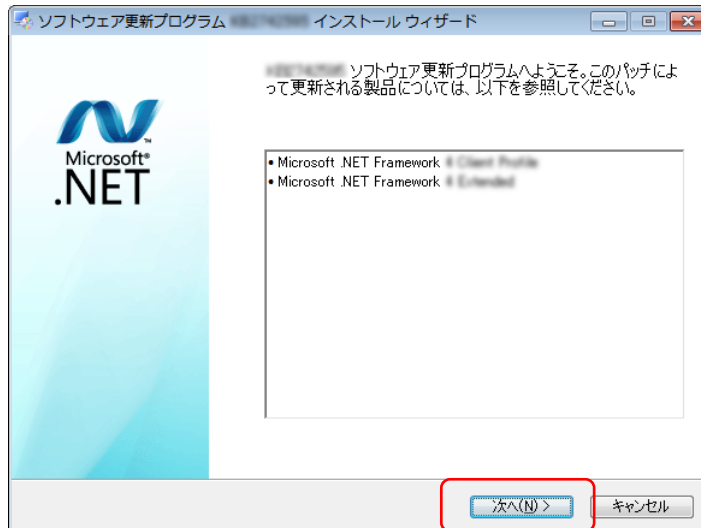 ソフトウェア更新プログラム インストール ウィザード
ソフトウェア更新プログラムへようこそ。このパッチによ
って更新される製品については、以下を参照してください。
Microsoft®
.NET
• Microsoft .NET Framework
• Microsoft .NET Framework
次へ(N) >
キャンセル